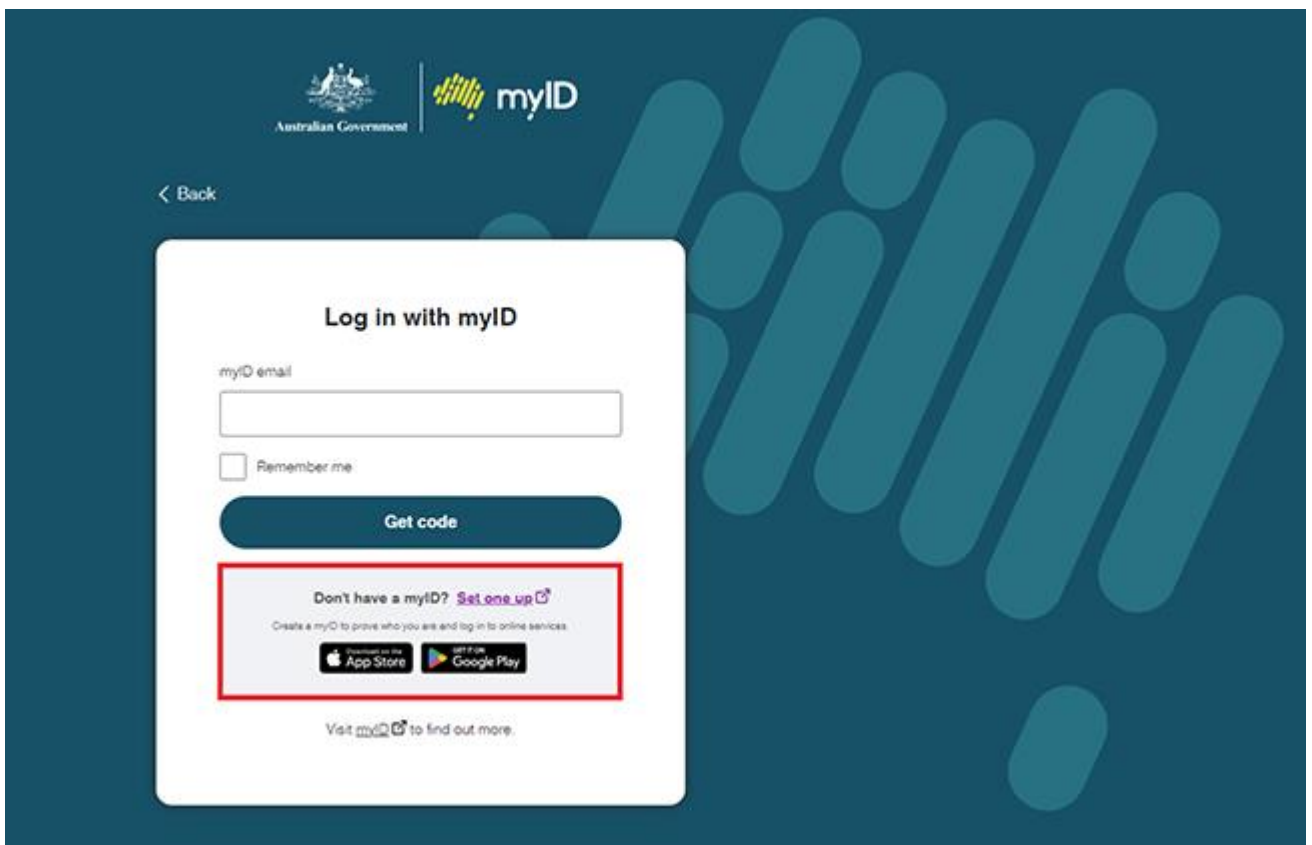 Australian Government
myID
Back
Log in with myID
myID email
Remember me
Get code
Don't have a myID? Set one up
Create a myID to prove who you are and log in to online services.
Download on the App Store
GET IT ON Google Play
Visit myID to find out more.